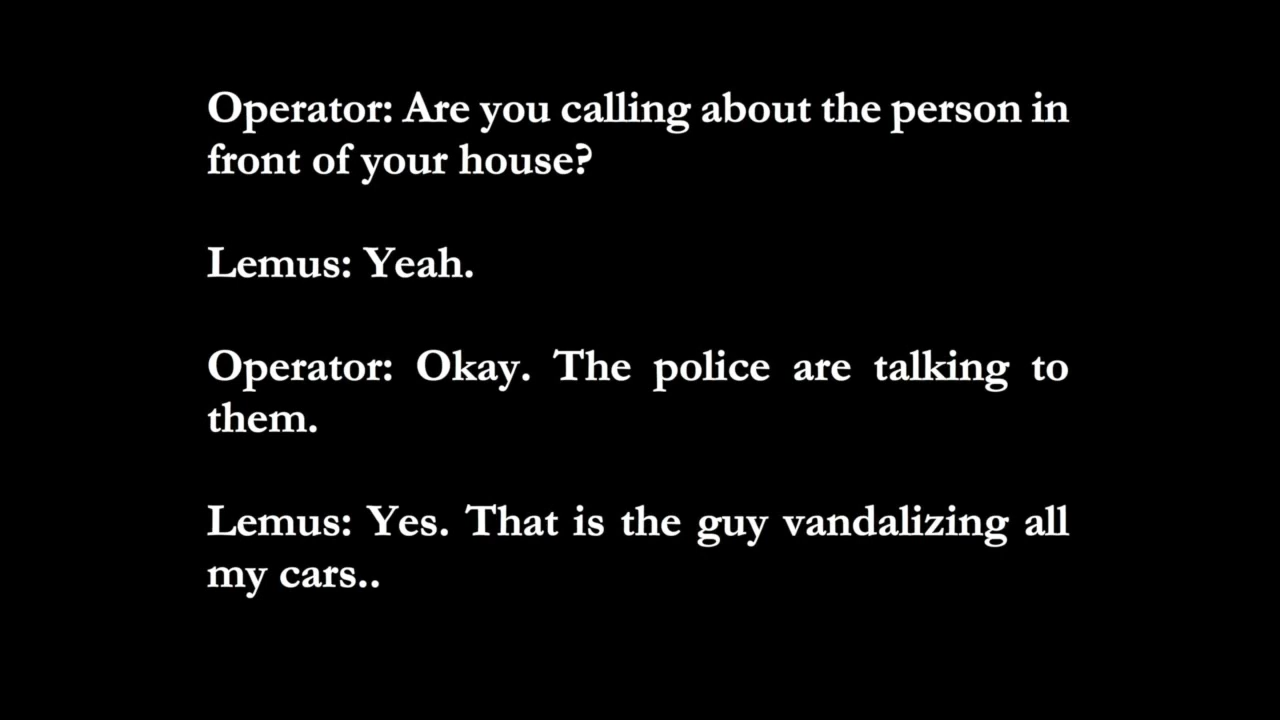 Operator: Are you calling about the person in
front of your house?
Lemus: Yeah.
Operator: Okay. The police are talking to
them.
Lemus: Yes. That is the guy vandalizing all
my cars..